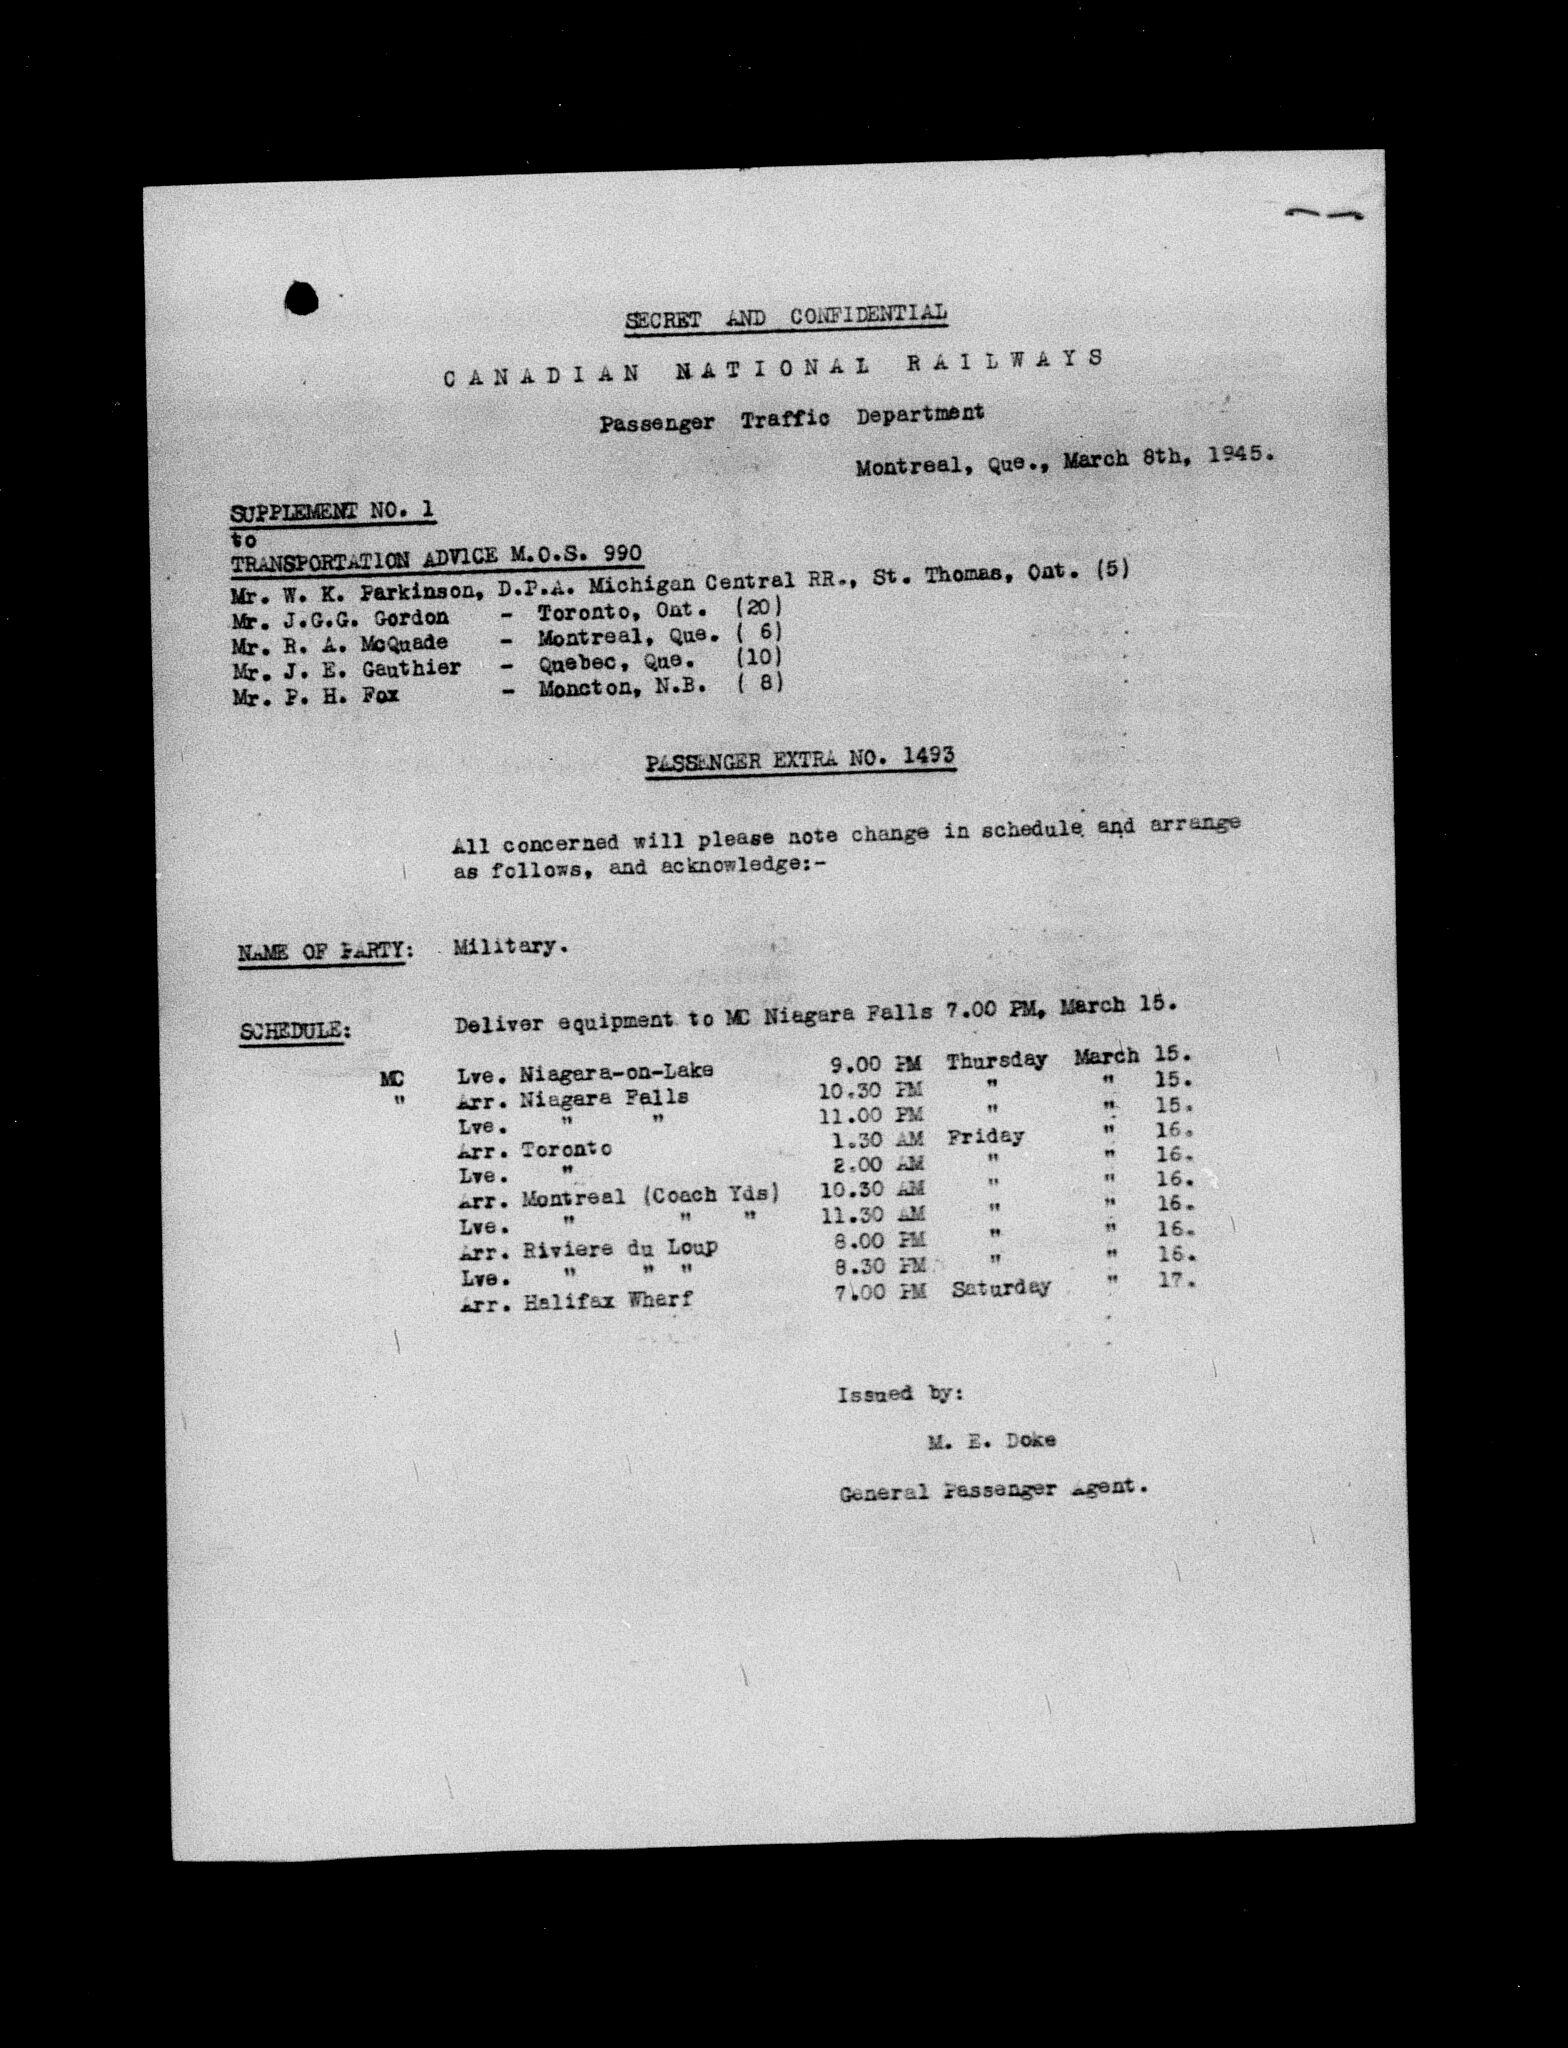 SECRET AND CONFIDENTIAL
CANADIAN NATIONAL RAILWAYS
Passenger Traffic Department
Montreal, Que., March 8th, 1945.
SUPPLEMENT NO. 1
to
TRANSPORTATION ADVICE M.O.S. 990
Mr. W. K. Parkinson, D.P.A. Michigan Central RR., St. Thomas, Ont. (5)
Mr. J.G.G. Gordon - Toronto, Ont. (20)
Mr. R. A. McQuade - Montreal, Que. ( 6)
Mr. J. E. Gauthier - Quebec, Que. (10)
Mr. P. H. Fox - Moncton, N.B. ( 8)
PASSENGER EXTRA NO. 1493
All concerned will please note change in schedule and arrange
as follows, and acknowledge:-
NAME OF PARTY: Military.
SCHEDULE: Deliver equipment to MC Niagara Falls 7.00 PM, March 15.
MC Lve. Niagara-on-Lake 9.00 PM Thursday March 15.
" Arr. Niagara Falls 10.30 PM " " 15.
Lve. " " 11.00 PM " " 15.
Arr. Toronto 1.30 AM Friday " 16.
Lve. " 2.00 AM " " 16.
Arr. Montreal (Coach Yds) 10.30 AM " " 16.
Lve. " " " 11.30 AM " " 16.
Arr. Riviere du Loup 8.00 PM " " 16.
Lve. " " " 8.30 PM " " 16.
Arr. Halifax Wharf 7.00 PM Saturday " 17.
Issued by:
M. E. Doke
General Passenger Agent.